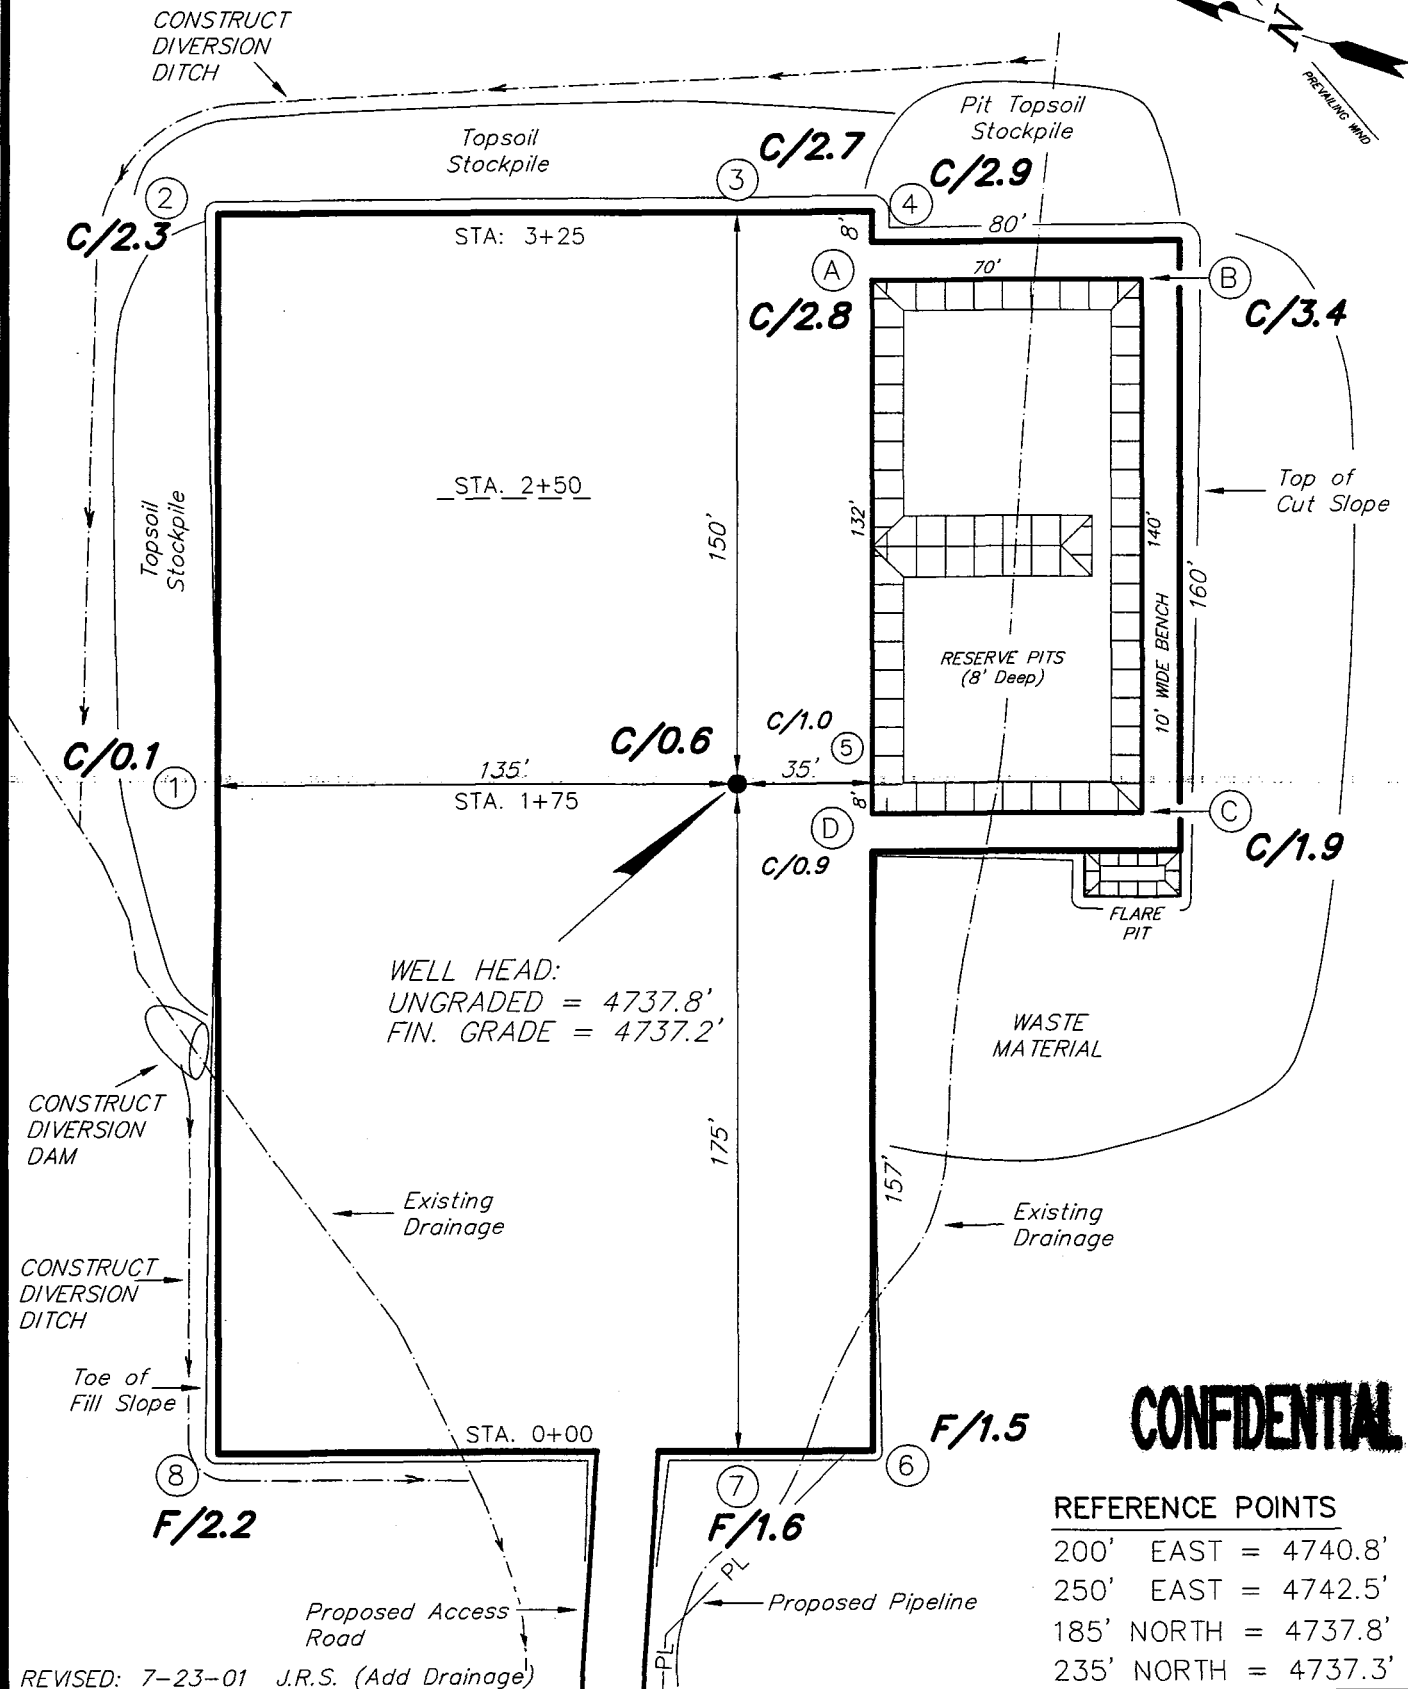 CONSTRUCT
DIVERSION
DITCH
N
PREVAILING WIND
Topsoil
Stockpile
Pit Topsoil
Stockpile
C/2.7
C/2.9
2
3
4
C/2.3
STA: 3+25
8'
80'
A
70'
B
C/2.8
C/3.4
STA. 2+50
Top of
Cut Slope
Topsoil
Stockpile
150'
132'
140'
160'
10' WIDE BENCH
RESERVE PITS
(8' Deep)
C/0.1
C/0.6
C/1.0
5
1
135'
35'
STA. 1+75
8'
D
C
C/0.9
C/1.9
FLARE
PIT
WELL HEAD:
UNGRADED = 4737.8'
FIN. GRADE = 4737.2'
WASTE
MATERIAL
CONSTRUCT
DIVERSION
DAM
175'
157'
Existing
Drainage
Existing
Drainage
CONSTRUCT
DIVERSION
DITCH
Toe of
Fill Slope
STA. 0+00
F/1.5
CONFIDENTIAL
8
7
6
F/2.2
F/1.6
REFERENCE POINTS
200' EAST = 4740.8'
250' EAST = 4742.5'
185' NORTH = 4737.8'
235' NORTH = 4737.3'
PL
PL
Proposed Access
Road
Proposed Pipeline
REVISED: 7-23-01 J.R.S. (Add Drainage)